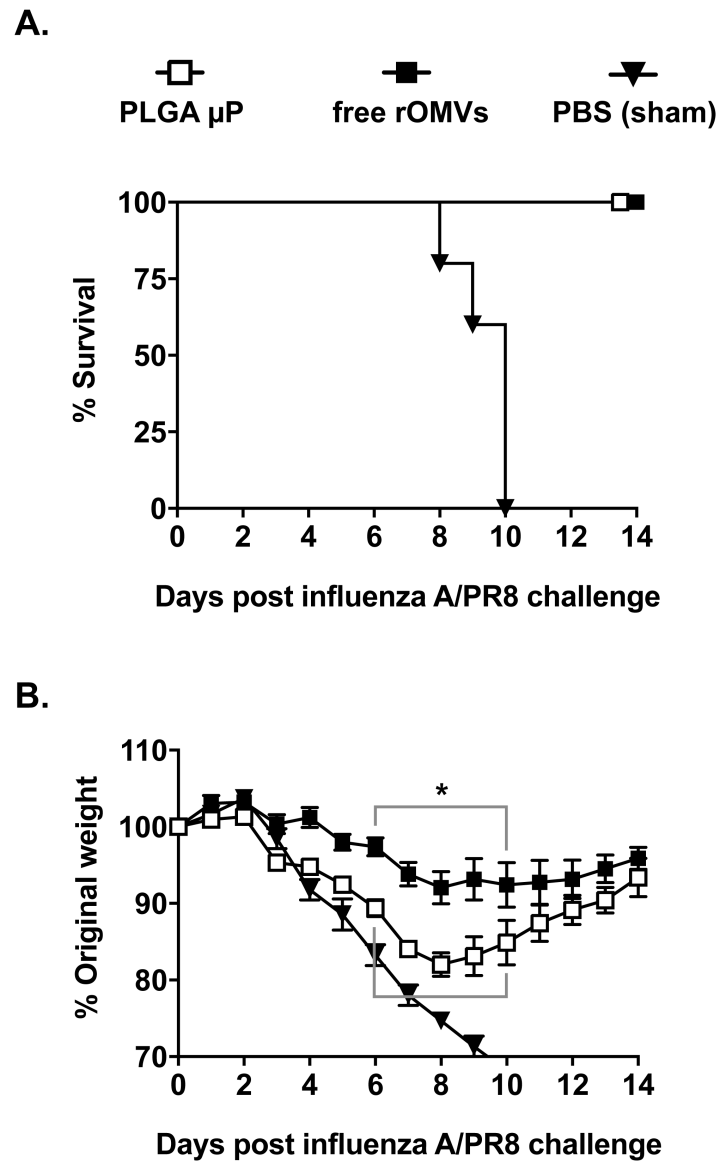 A.
PLGA µP free rOMVs PBS (sham)
100
75
50
25
0
% Survival
0 2 4 6 8 10 12 14
Days post influenza A/PR8 challenge
B.
110
100
90
80
70
% Original weight
*
0 2 4 6 8 10 12 14
Days post influenza A/PR8 challenge